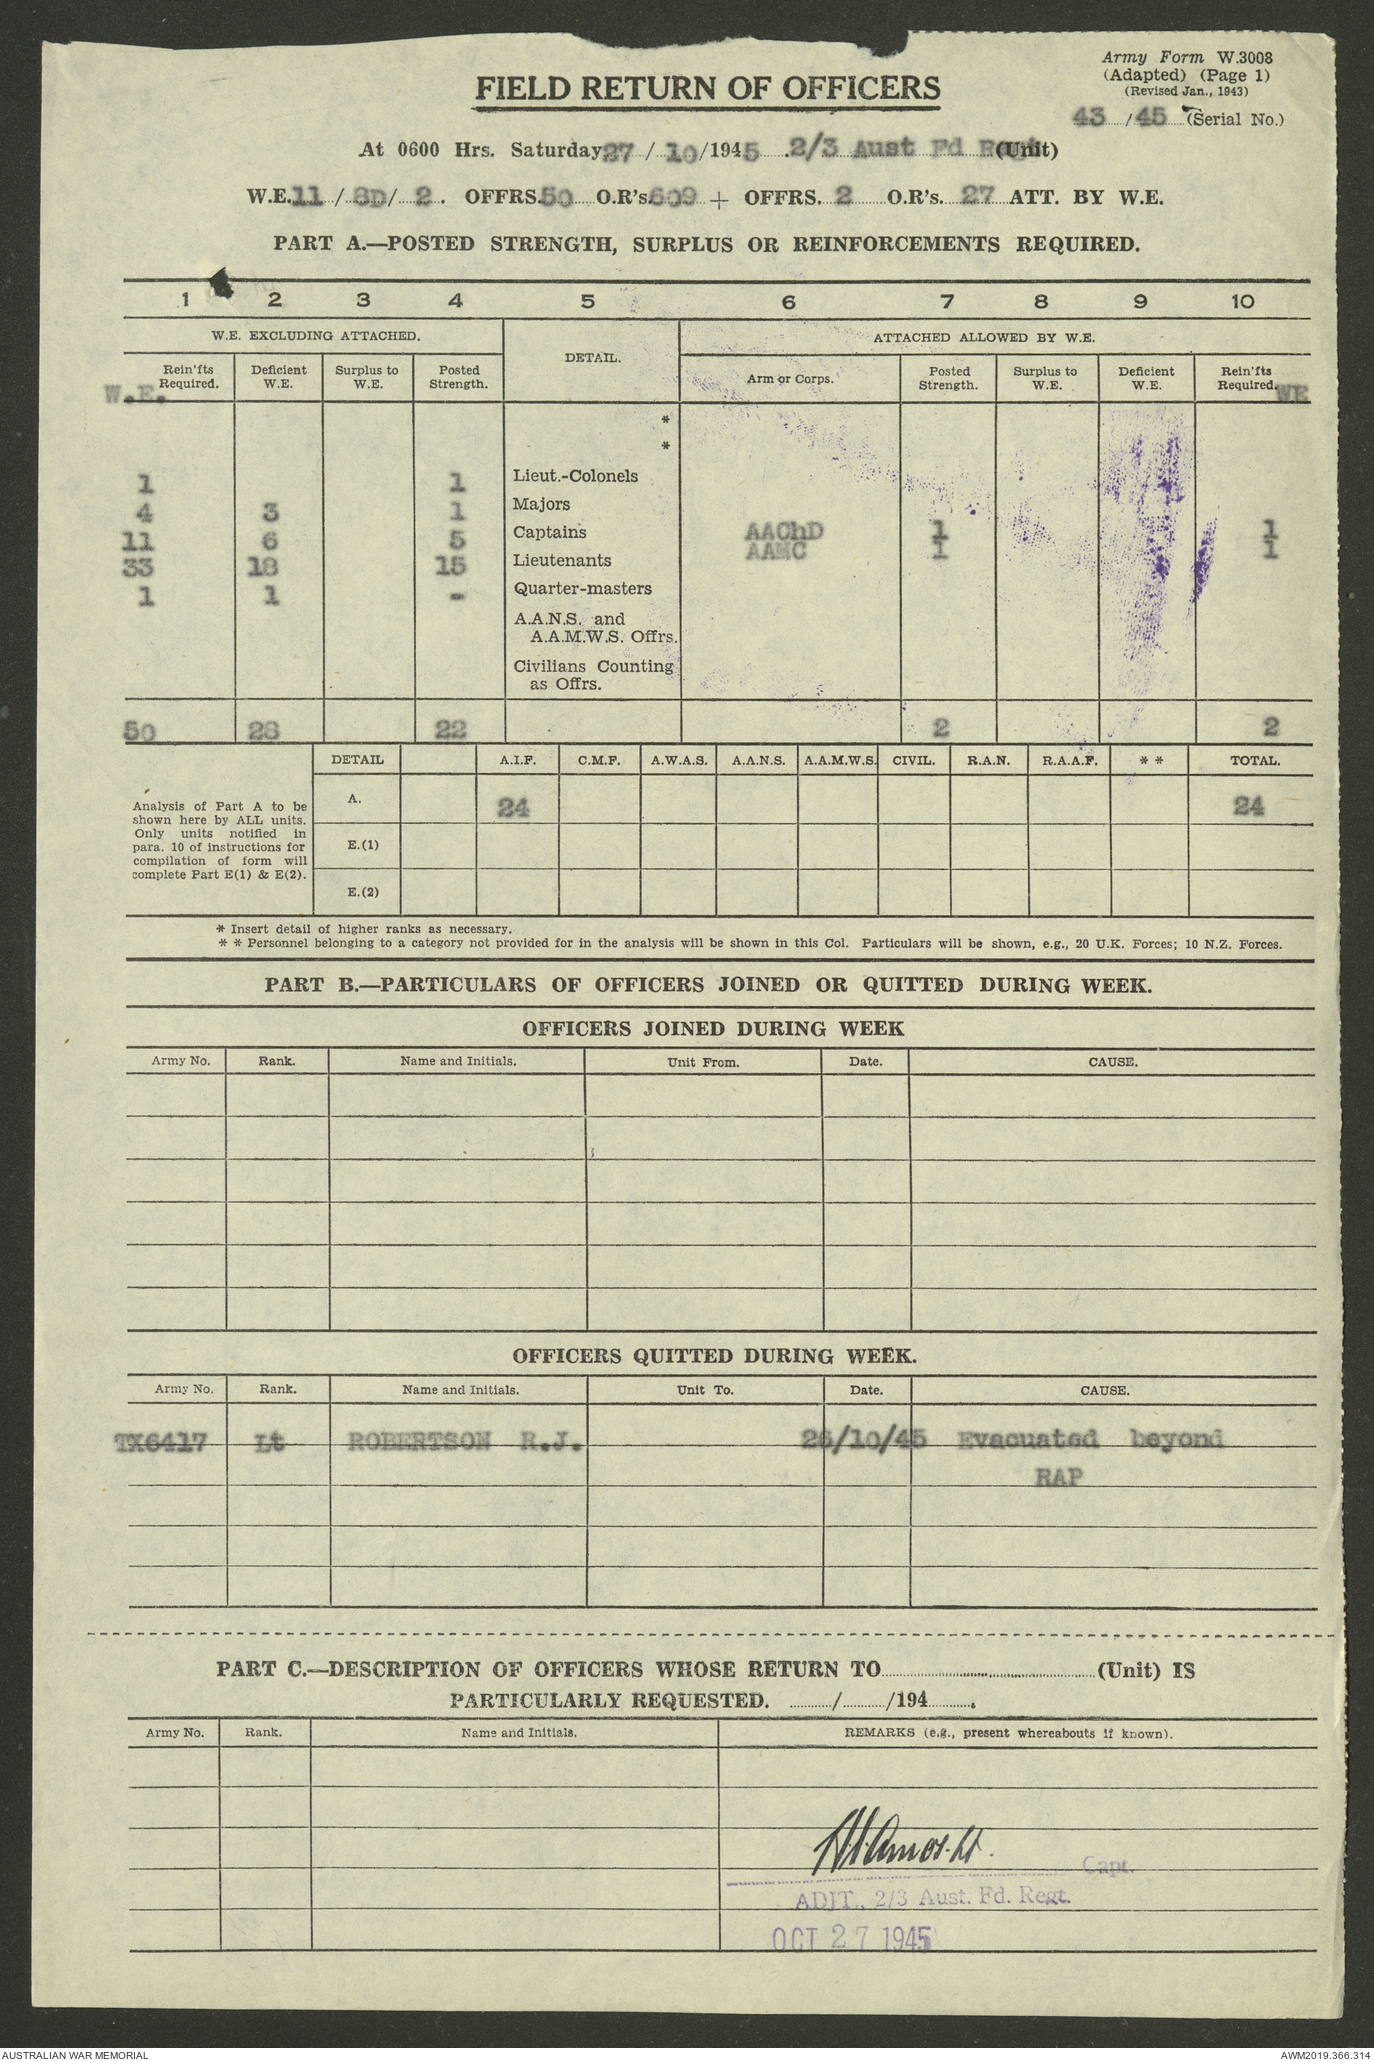 Army Form W.3008
(Adapted) (Page 1)
(Revised Jan., 1943)
FIELD RETURN OF OFFICERS
43 / 45 (Serial No.)
At 0600 Hrs. Saturday 27 / 10 /1945 2/3 Aust Fd (Unit)
W.E. 11 / 8D / 2 . OFFRS. 50 O.R's. 609 + OFFRS. 2 O.R's. 27 ATT. BY W.E.
PART A.—POSTED STRENGTH, SURPLUS OR REINFORCEMENTS REQUIRED.
1 2 3 4 5 6 7 8 9 10
W.E. EXCLUDING ATTACHED. DETAIL. ATTACHED ALLOWED BY W.E.
Rein'fts Required. Deficient W.E. Surplus to W.E. Posted Strength. Arm or Corps. Posted Strength. Surplus to W.E. Deficient W.E. Rein'fts Required.
W.E. WE
*
*
1 1 Lieut.-Colonels
4 3 1 Majors
11 6 5 Captains AAChD 1 1
33 18 15 Lieutenants AAMC 1 1
1 1 - Quarter-masters
A.A.N.S. and
A.A.M.W.S. Offrs.
Civilians Counting
as Offrs.
50 28 22 2 2
DETAIL A.I.F. C.M.F. A.W.A.S. A.A.N.S. A.A.M.W.S. CIVIL. R.A.N. R.A.A.F. * * TOTAL.
Analysis of Part A to be
shown here by ALL units.
Only units notified in
para. 10 of instructions for
compilation of form will
complete Part E(1) & E(2).
A. 24 24
E.(1)
E.(2)
* Insert detail of higher ranks as necessary.
* * Personnel belonging to a category not provided for in the analysis will be shown in this Col. Particulars will be shown, e.g., 20 U.K. Forces; 10 N.Z. Forces.
PART B.—PARTICULARS OF OFFICERS JOINED OR QUITTED DURING WEEK.
OFFICERS JOINED DURING WEEK
Army No. Rank. Name and Initials. Unit From. Date. CAUSE.
OFFICERS QUITTED DURING WEEK.
Army No. Rank. Name and Initials. Unit To. Date. CAUSE.
TX6417 Lt ROBERTSON R.J. 26/10/45 Evacuated beyond
RAP
PART C.—DESCRIPTION OF OFFICERS WHOSE RETURN TO (Unit) IS
PARTICULARLY REQUESTED. / /194 .
Army No. Rank. Name and Initials. REMARKS (e.g., present whereabouts if known).
Amos. Lt.
Capt.
ADJT., 2/3 Aust. Fd. Regt.
OCT 27 1945
AUSTRALIAN WAR MEMORIAL AWM2019.366.314